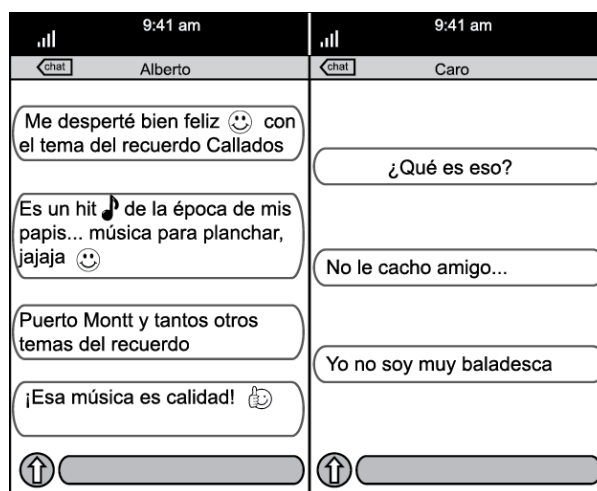 9:41 am
chat
Alberto
Me desperté bien feliz con
el tema del recuerdo Callados
Es un hit de la época de mis
papis... música para planchar,
jajaja
Puerto Montt y tantos otros
temas del recuerdo
¡Esa música es calidad!
9:41 am
chat
Caro
¿Qué es eso?
No le cacho amigo...
Yo no soy muy baladesca